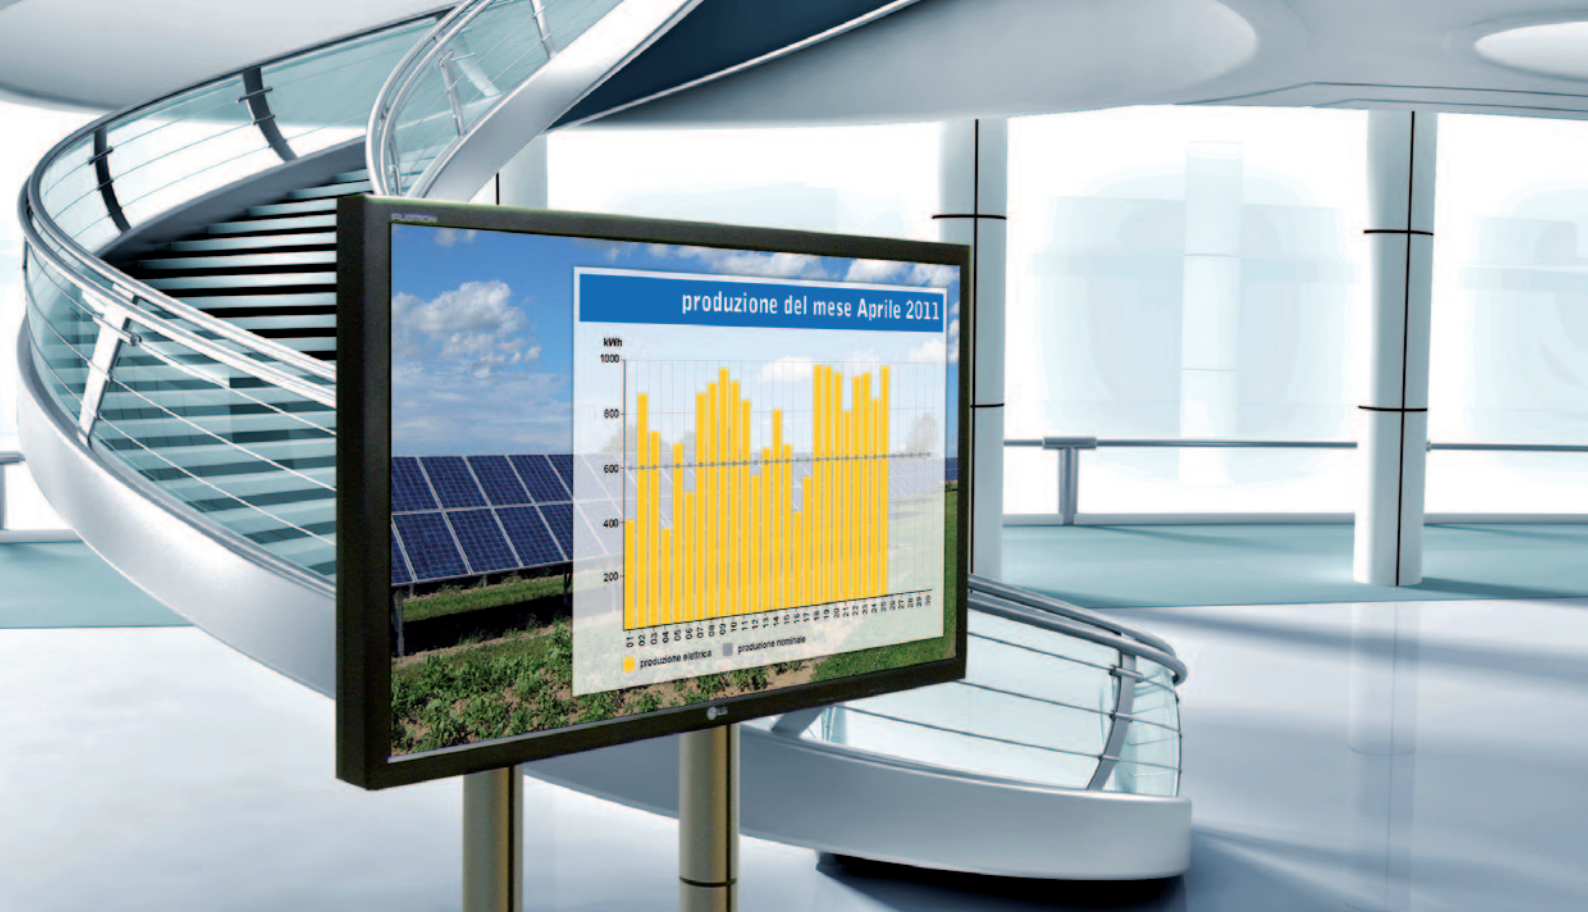 FLATRON
produzione del mese Aprile 2011
kWh
1000
800
600
400
200
01 02 03 04 05 06 07 08 09 10 11 12 13 14 15 16 17 18 19 20 21 22 23 24 25 26 27 28 29 30
produzione elettrica produzione nominale
LG